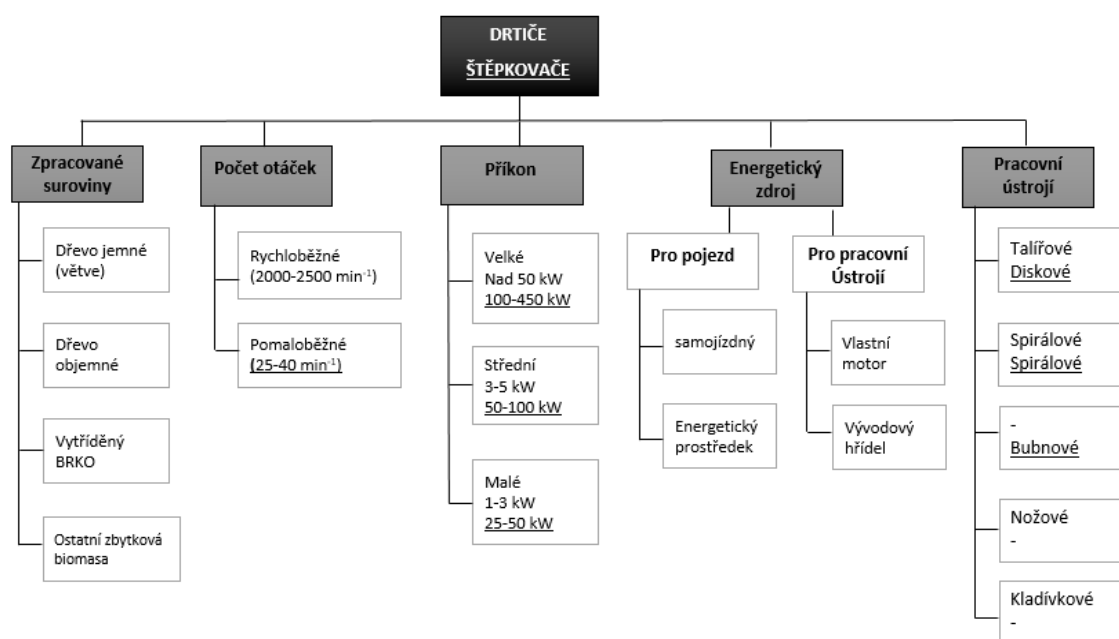 DRTIČE
ŠTĚPKOVAČE
Zpracované
suroviny
Dřevo jemné
(větve)
Dřevo
objemné
Vytříděný
BRKO
Ostatní zbytková
biomasa
Počet otáček
Rychloběžné
(2000-2500 min⁻¹)
Pomaloběžné
(25-40 min⁻¹)
Příkon
Velké
Nad 50 kW
100-450 kW
Střední
3-5 kW
50-100 kW
Malé
1-3 kW
25-50 kW
Energetický
zdroj
Pro pojezd
samojízdný
Energetický
prostředek
Pro pracovní
Ústrojí
Vlastní
motor
Vývodový
hřídel
Pracovní
ústrojí
Talířové
Diskové
Spirálové
Spirálové
-
Bubnové
Nožové
-
Kladívkové
-